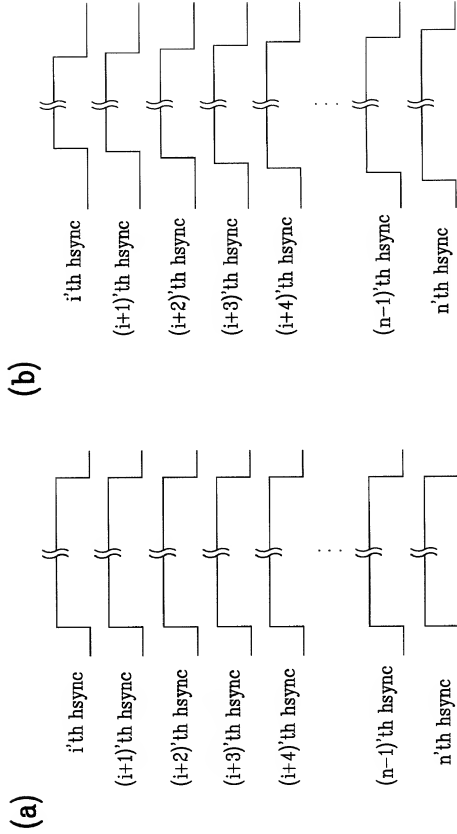 (a)
i'th hsync
(i+1)'th hsync
(i+2)'th hsync
(i+3)'th hsync
(i+4)'th hsync
. . .
(n−1)'th hsync
n'th hsync
(b)
i'th hsync
(i+1)'th hsync
(i+2)'th hsync
(i+3)'th hsync
(i+4)'th hsync
. . .
(n−1)'th hsync
n'th hsync